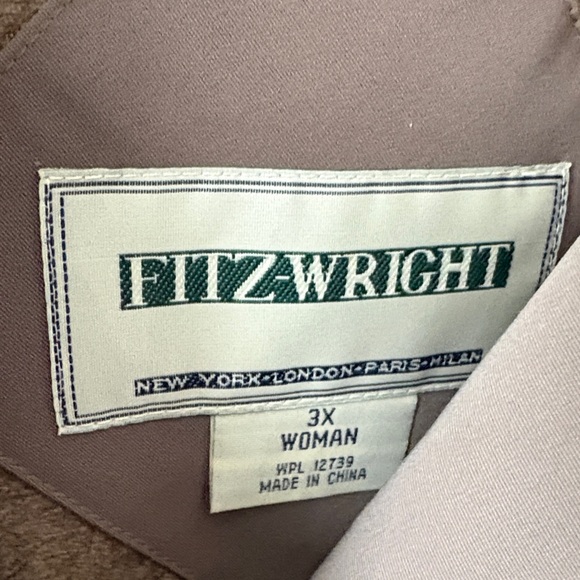 FITZ-WRIGHT
NEW YORK-LONDON-PARIS-MILAN
3X
WOMAN
WPL 12739
MADE IN CHINA